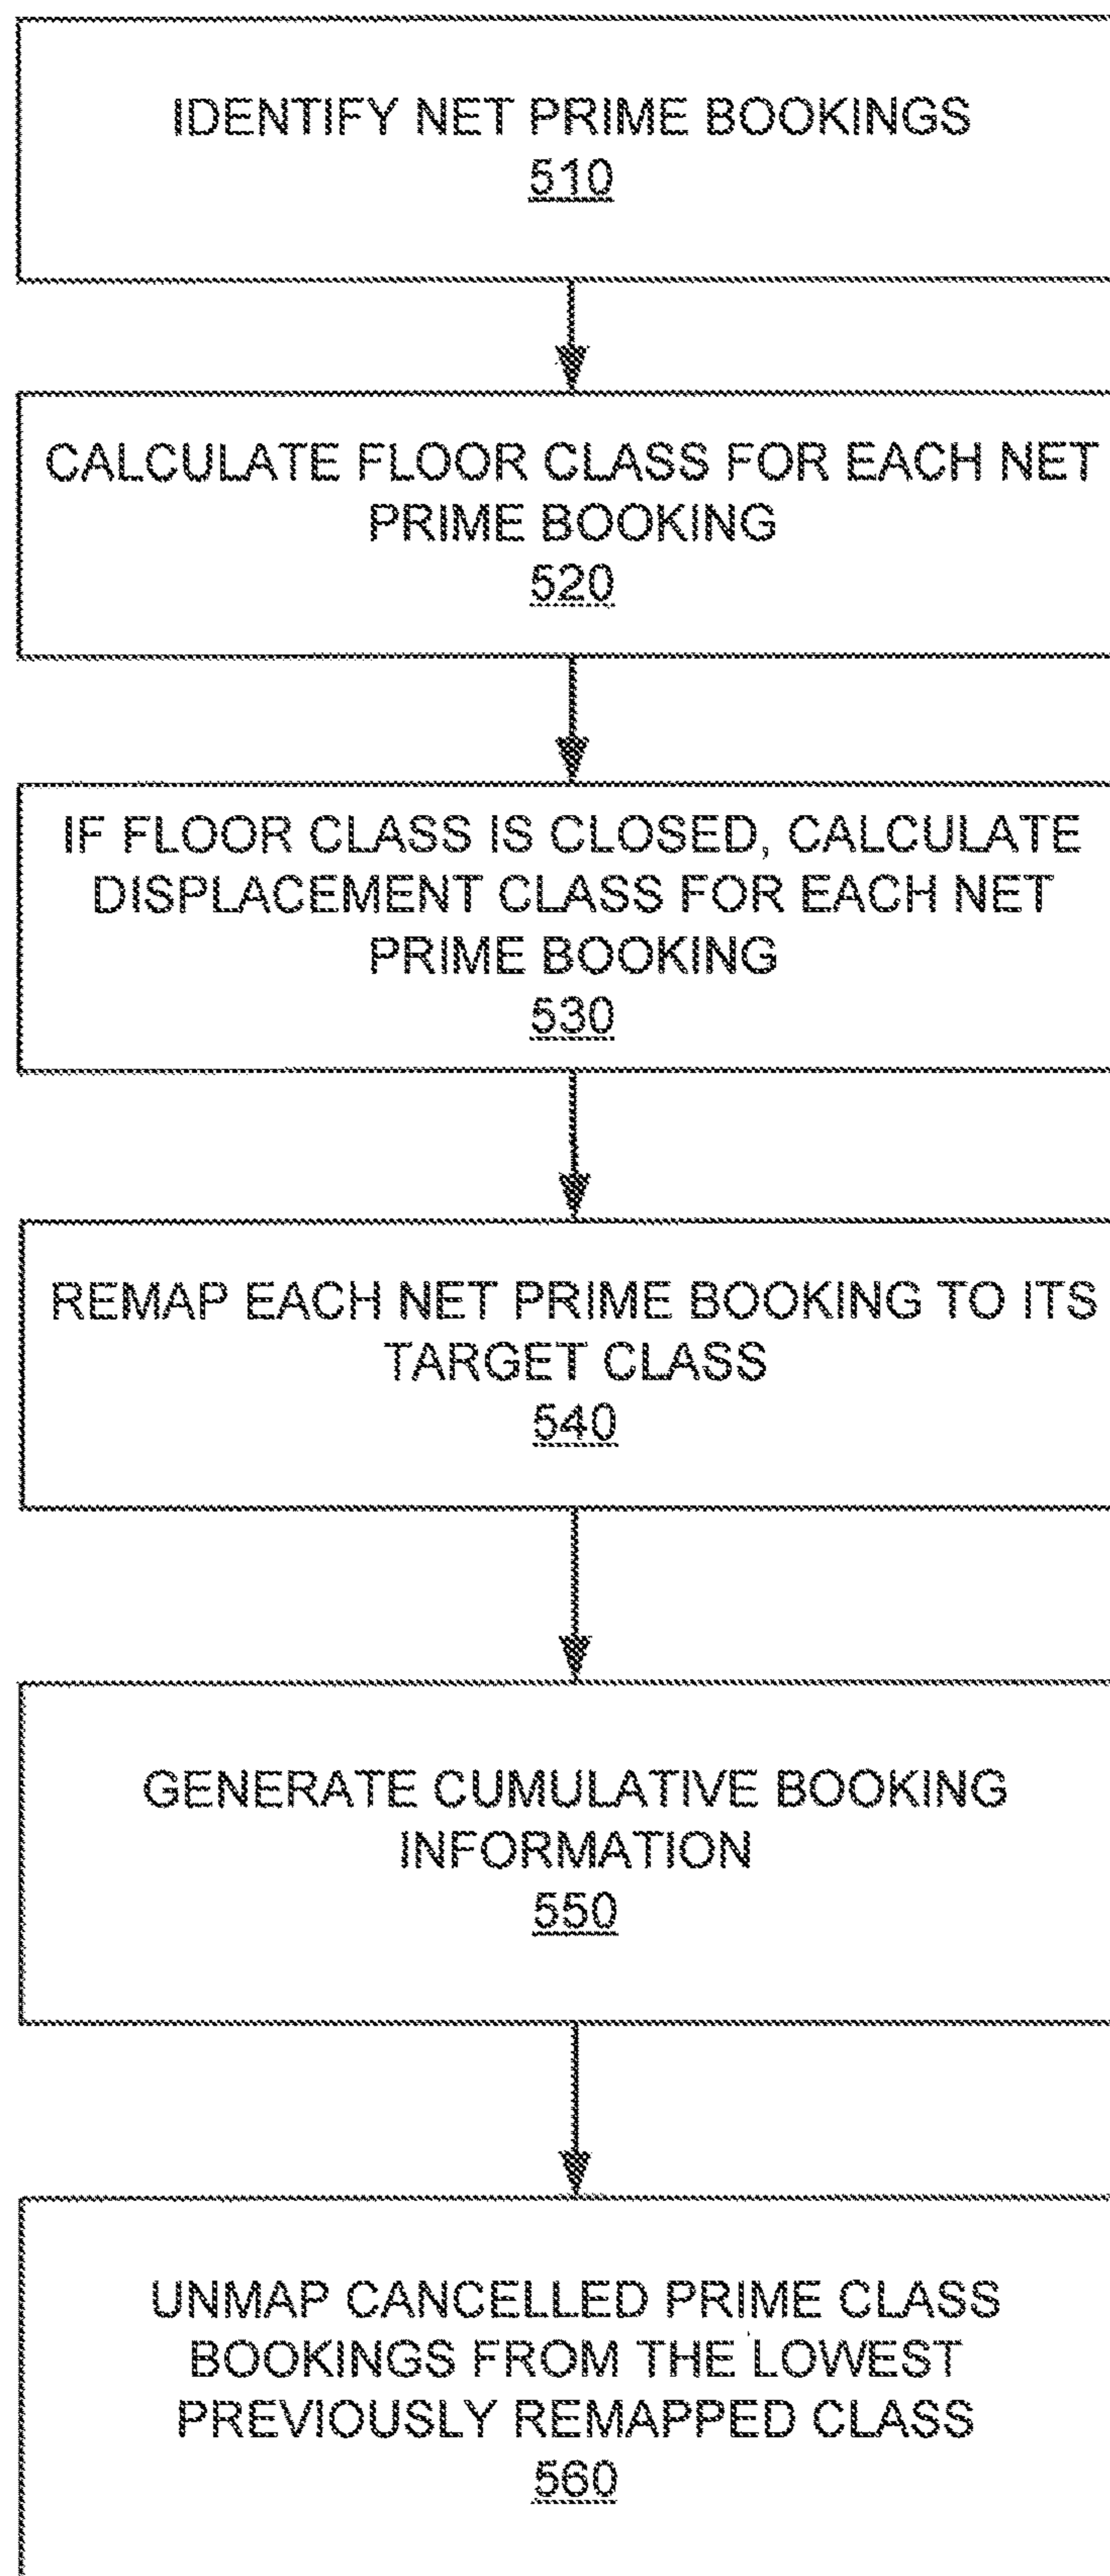 IDENTIFY NET PRIME BOOKINGS
510
CALCULATE FLOOR CLASS FOR EACH NET
PRIME BOOKING
520
IF FLOOR CLASS IS CLOSED, CALCULATE
DISPLACEMENT CLASS FOR EACH NET
PRIME BOOKING
530
REMAP EACH NET PRIME BOOKING TO ITS
TARGET CLASS
540
GENERATE CUMULATIVE BOOKING
INFORMATION
550
UNMAP CANCELLED PRIME CLASS
BOOKINGS FROM THE LOWEST
PREVIOUSLY REMAPPED CLASS
560